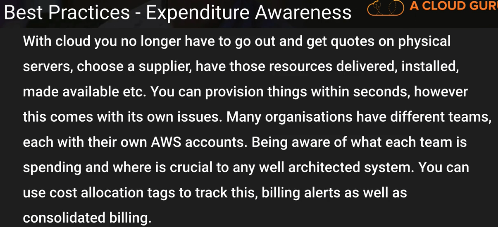 Best Practices - Expenditure Awareness
A CLOUD GUR
With cloud you no longer have to go out and get quotes on physical
servers, choose a supplier, have those resources delivered, installed,
made available etc. You can provision things within seconds, however
this comes with its own issues. Many organisations have different teams,
each with their own AWS accounts. Being aware of what each team is
spending and where is crucial to any well architected system. You can
use cost allocation tags to track this, billing alerts as well as
consolidated billing.